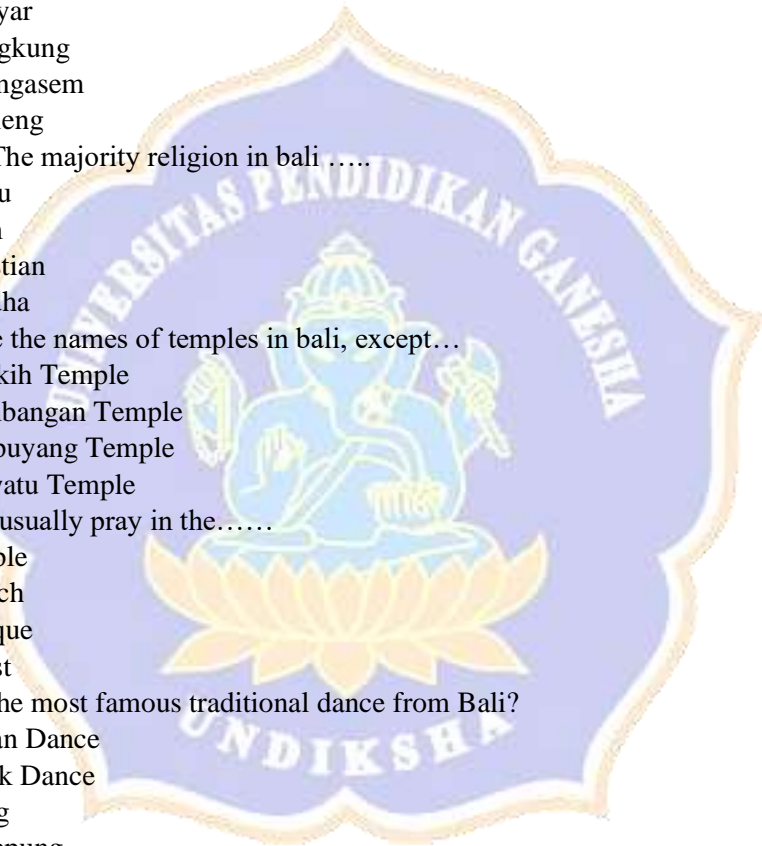 yar
gkung
ngasem
eng
The majority religion in bali …..
u
n
tian
ha
e the names of temples in bali, except…
kih Temple
nbangan Temple
puyang Temple
vatu Temple
usually pray in the……
ple
ch
que
st
he most famous traditional dance from Bali?
an Dance
k Dance
g
UNIVERSITAS PENDIDIKAN GANESHA
UNDIKSHA